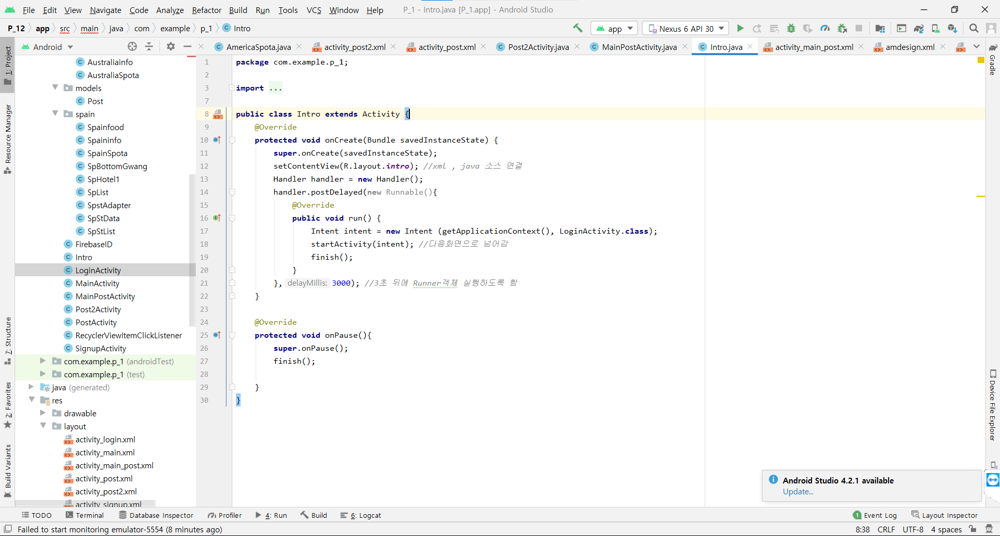 File Edit View Navigate Code Analyze Refactor Build Run Tools VCS Window Help P_1 - Intro.java [P_1.app] - Android Studio
P_12 app src main java com example p_1 Intro app Nexus 6 API 30
Android AmericaSpota.java activity_post2.xml activity_post.xml Post2Activity.java MainPostActivity.java Intro.java activity_main_post.xml amdesign.xml
1: Project
Resource Manager
7: Structure
2: Favorites
Build Variants
Australiainfo
AustraliaSpota
models
Post
spain
Spainfood
Spaininfo
SpainSpota
SpBottomGwang
SpHotel1
SpList
SpstAdapter
SpStData
SpStList
FirebaseID
Intro
LoginActivity
MainActivity
MainPostActivity
Post2Activity
PostActivity
RecyclerViewItemClickListener
SignupActivity
com.example.p_1 (androidTest)
com.example.p_1 (test)
java (generated)
res
drawable
layout
activity_login.xml
activity_main.xml
activity_main_post.xml
activity_post.xml
activity_post2.xml
activity_signup.xml
1 package com.example.p_1;
2
3 import ...
7
8 public class Intro extends Activity {
9 @Override
10 protected void onCreate(Bundle savedInstanceState) {
11 super.onCreate(savedInstanceState);
12 setContentView(R.layout.intro); //xml , java 소스 연결
13 Handler handler = new Handler();
14 handler.postDelayed(new Runnable(){
15 @Override
16 public void run() {
17 Intent intent = new Intent (getApplicationContext(), LoginActivity.class);
18 startActivity(intent); //다음화면으로 넘어감
19 finish();
20 }
21 }, delayMillis: 3000); //3초 뒤에 Runner객체 실행하도록 함
22 }
23
24 @Override
25 protected void onPause(){
26 super.onPause();
27 finish();
28
29 }
30 }
Gradle
Device File Explorer
Android Studio 4.2.1 available
Update...
TODO Terminal Database Inspector Profiler 4: Run Build 6: Logcat 1 Event Log Layout Inspector
Failed to start monitoring emulator-5554 (8 minutes ago) 8:38 CRLF UTF-8 4 spaces